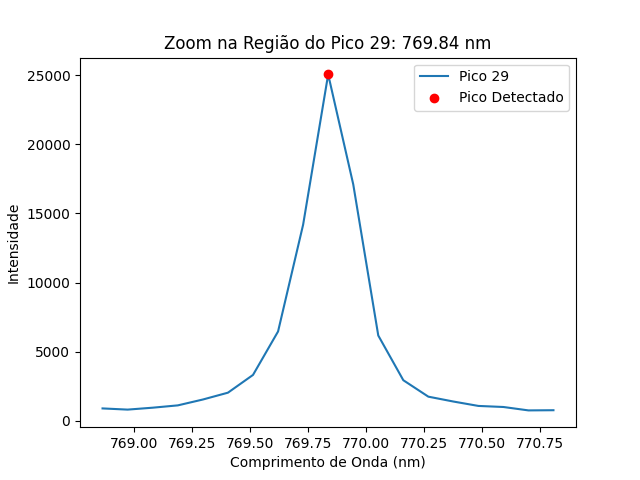 Zoom na Região do Pico 29: 769.84 nm
Pico 29
Pico Detectado
Intensidade
25000
20000
15000
10000
5000
0
769.00 769.25 769.50 769.75 770.00 770.25 770.50 770.75
Comprimento de Onda (nm)